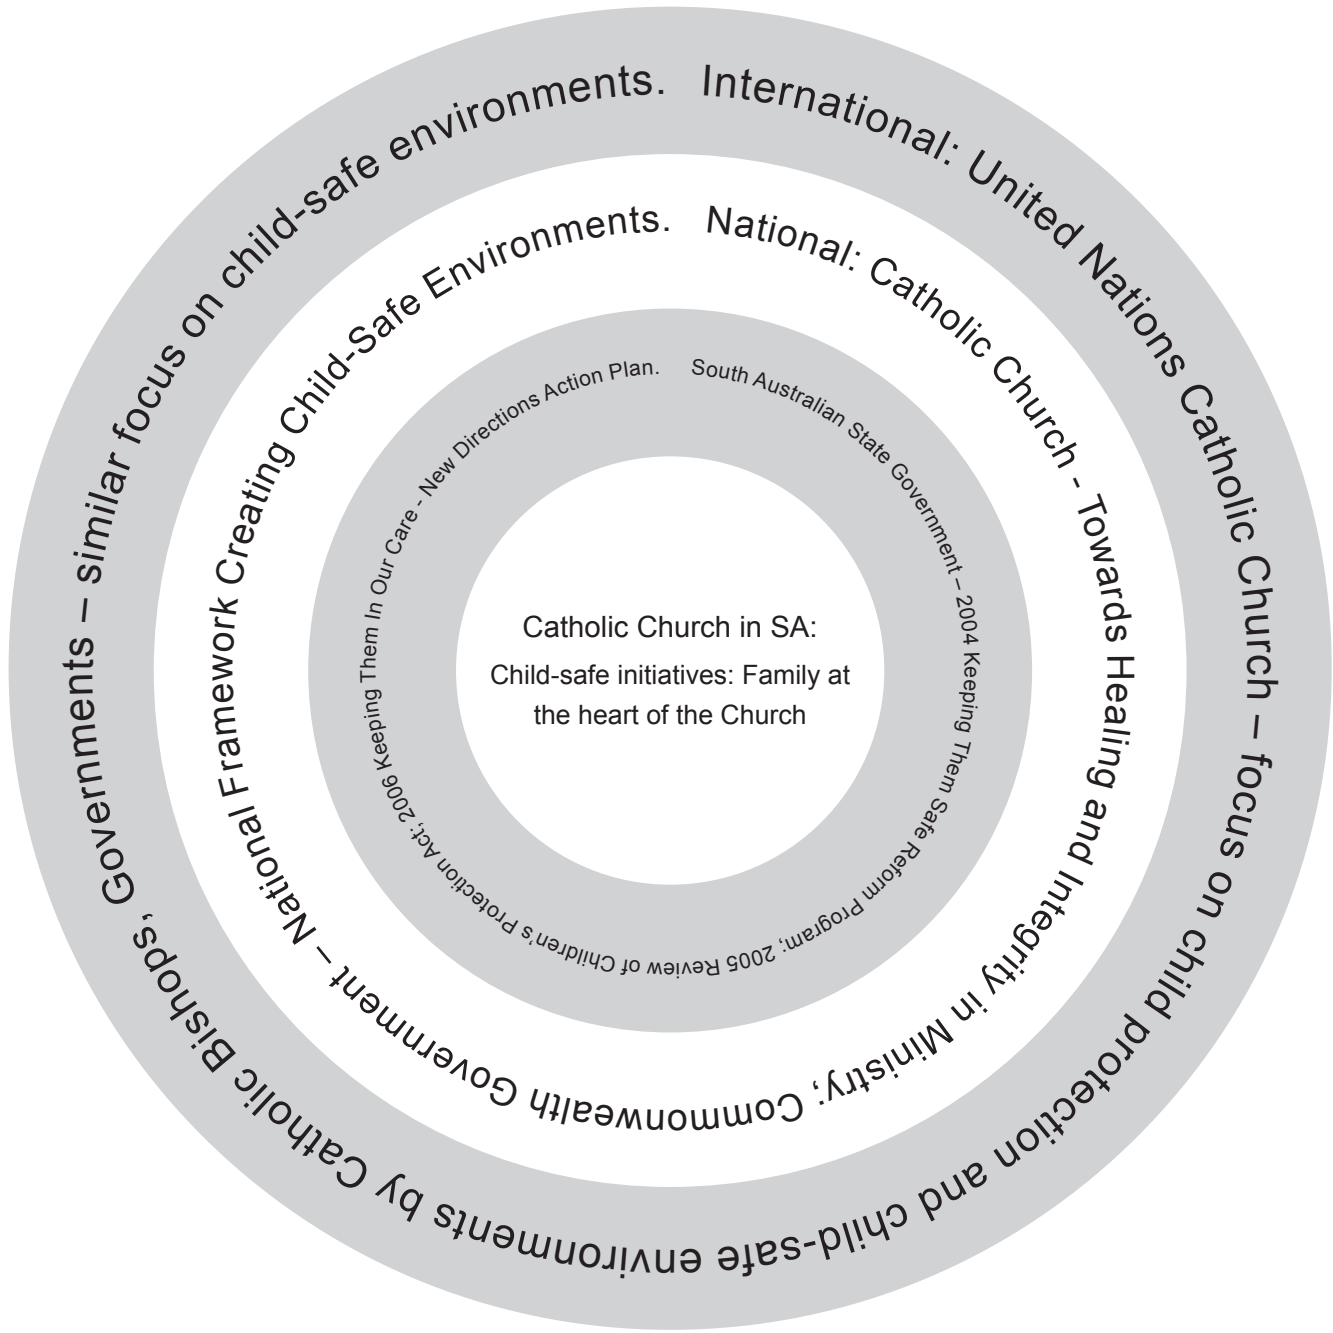 International: United Nations Catholic Church – focus on child protection and child-safe environments by Catholic Bishops, Governments – similar focus on child-safe environments.
National: Catholic Church - Towards Healing and Integrity in Ministry; Commonwealth Government – National Framework Creating Child-Safe Environments.
South Australian State Government – 2004 Keeping Them Safe Reform Program; 2005 Review of Children's Protection Act; 2006 Keeping Them In Our Care - New Directions Action Plan.
Catholic Church in SA:
Child-safe initiatives: Family at
the heart of the Church